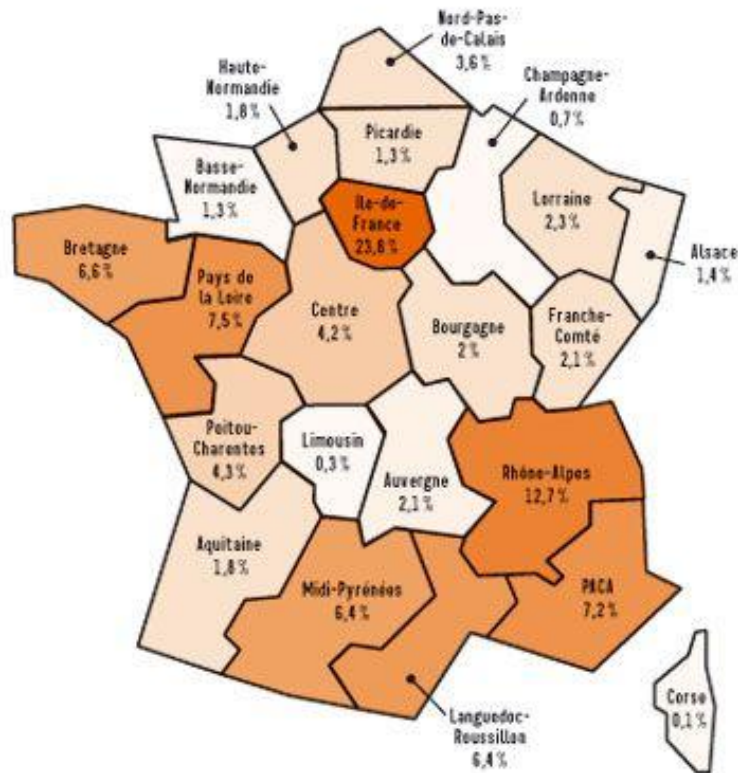 Nord-Pas-
de-Calais
3,6%
Haute-
Normandie
1,8%
Champagne-
Ardenne
0,7%
Picardie
1,3%
Basse-
Normandie
1,3%
Île-de-
France
23,8%
Lorraine
2,3%
Alsace
1,4%
Bretagne
6,6%
Pays de
la Loire
7,5%
Centre
4,2%
Bourgogne
2%
Franche-
Comté
2,1%
Poitou-
Charentes
4,3%
Limousin
0,3%
Auvergne
2,1%
Rhône-Alpes
12,7%
Aquitaine
1,8%
Midi-Pyrénées
6,4%
PACA
7,2%
Languedoc-
Roussillon
6,4%
Corse
0,1%